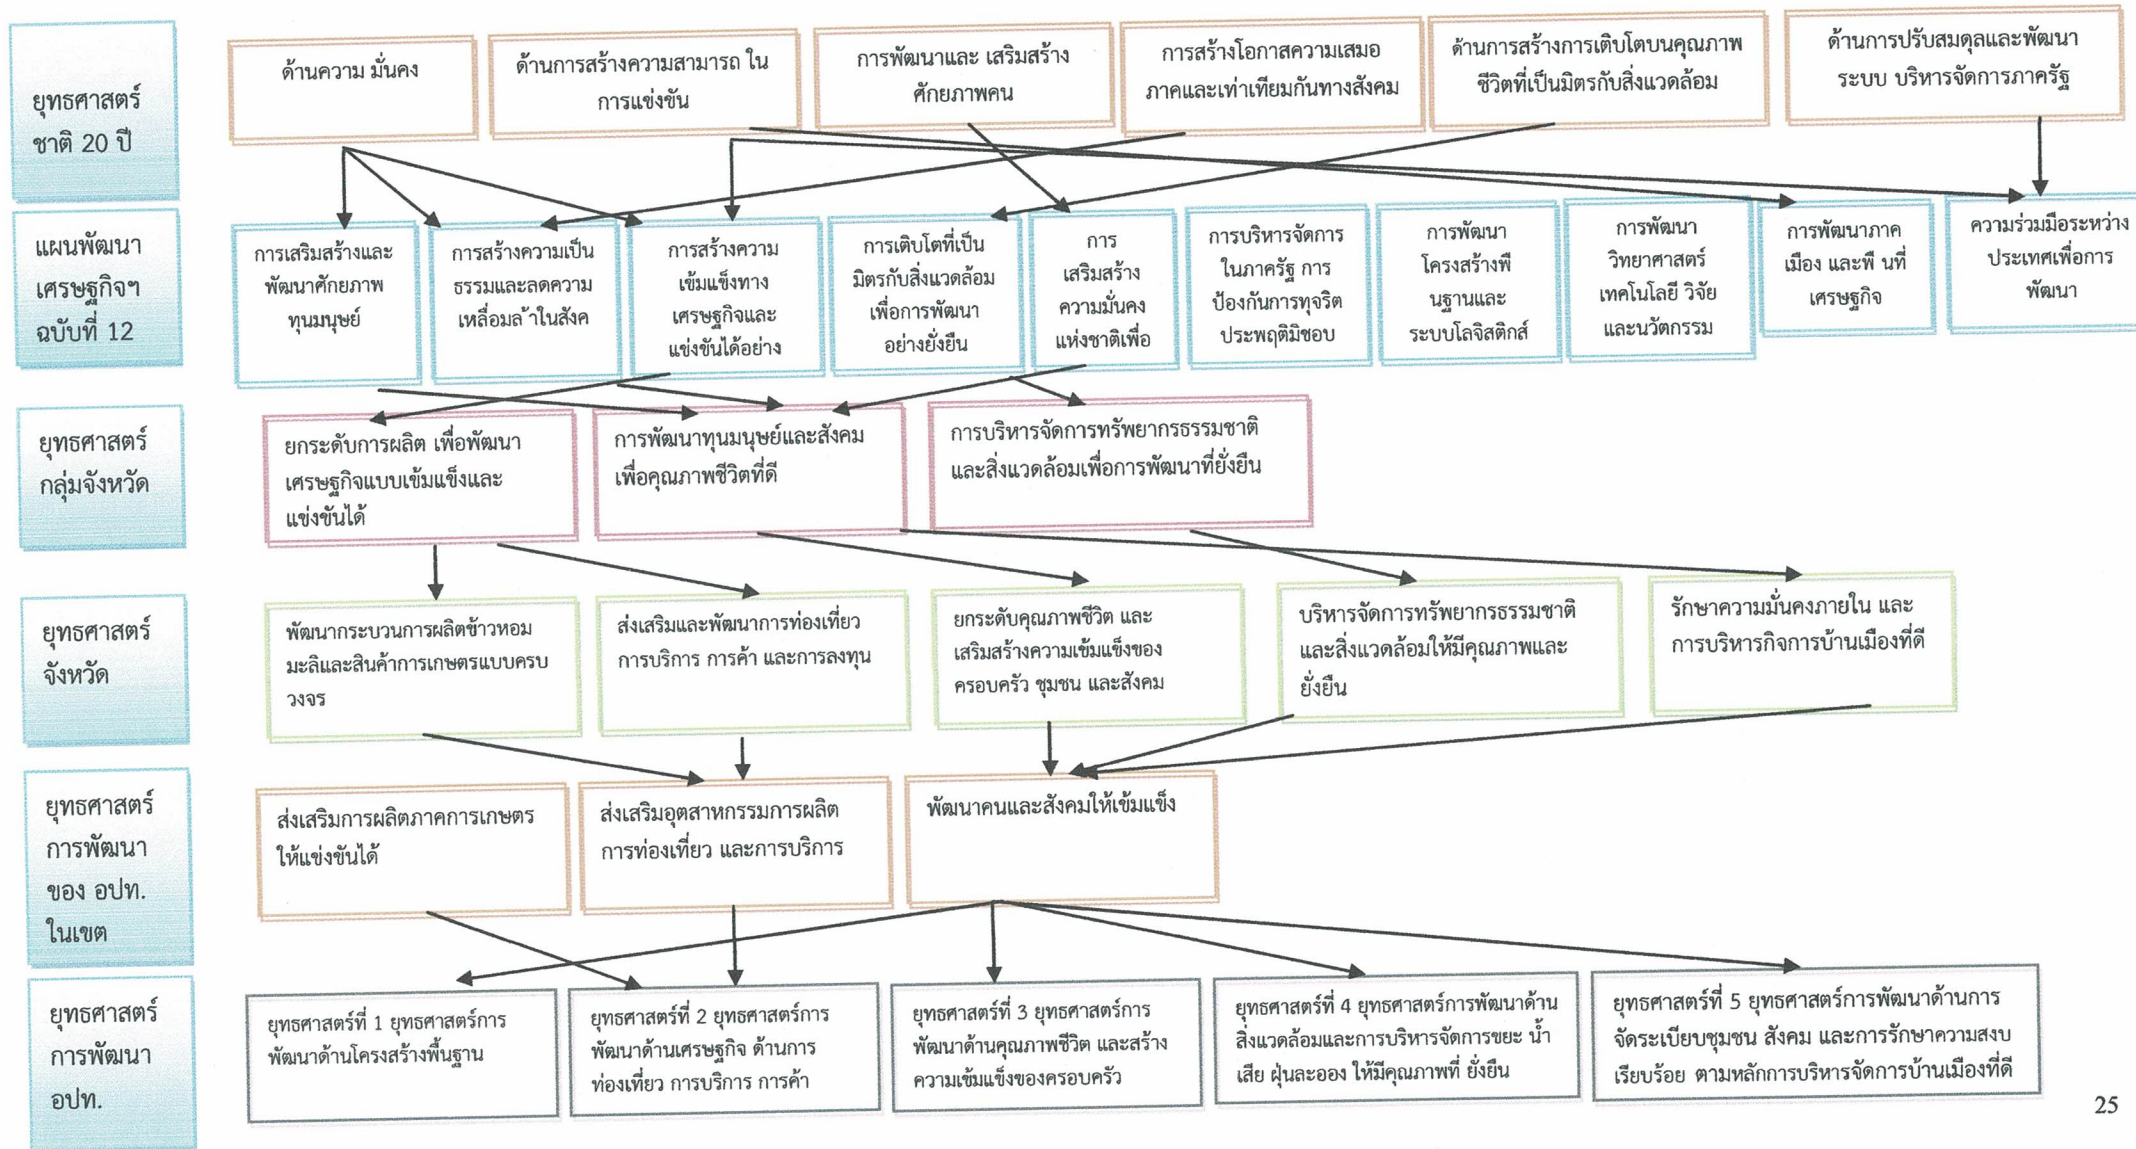 ยุทธศาสตร์
ชาติ 20 ปี
ด้านความ มั่นคง
ด้านการสร้างความสามารถ ใน
การแข่งขัน
การพัฒนาและ เสริมสร้าง
ศักยภาพคน
การสร้างโอกาสความเสมอ
ภาคและเท่าเทียมกันทางสังคม
ด้านการสร้างการเติบโตบนคุณภาพ
ชีวิตที่เป็นมิตรกับสิ่งแวดล้อม
ด้านการปรับสมดุลและพัฒนา
ระบบ บริหารจัดการภาครัฐ
แผนพัฒนา
เศรษฐกิจฯ
ฉบับที่ 12
การเสริมสร้างและ
พัฒนาศักยภาพ
ทุนมนุษย์
การสร้างความเป็น
ธรรมและลดความ
เหลื่อมล ้าในสังค
การสร้างความ
เข้มแข็งทาง
เศรษฐกิจและ
แข่งขันได้อย่าง
การเติบโตที่เป็น
มิตรกับสิ่งแวดล้อม
เพื่อการพัฒนา
อย่างยั่งยืน
การ
เสริมสร้าง
ความมั่นคง
แห่งชาติเพื่อ
การบริหารจัดการ
ในภาครัฐ การ
ป้องกันการทุจริต
ประพฤติมิชอบ
การพัฒนา
โครงสร้างพื
นฐานและ
ระบบโลจิสติกส์
การพัฒนา
วิทยาศาสตร์
เทคโนโลยี วิจัย
และนวัตกรรม
การพัฒนาภาค
เมือง และพื นที่
เศรษฐกิจ
ความร่วมมือระหว่าง
ประเทศเพื่อการ
พัฒนา
ยุทธศาสตร์
กลุ่มจังหวัด
ยกระดับการผลิต เพื่อพัฒนา
เศรษฐกิจแบบเข้มแข็งและ
แข่งขันได้
การพัฒนาทุนมนุษย์และสังคม
เพื่อคุณภาพชีวิตที่ดี
การบริหารจัดการทรัพยากรธรรมชาติ
และสิ่งแวดล้อมเพื่อการพัฒนาที่ยั่งยืน
ยุทธศาสตร์
จังหวัด
พัฒนากระบวนการผลิตข้าวหอม
มะลิและสินค้าการเกษตรแบบครบ
วงจร
ส่งเสริมและพัฒนาการท่องเที่ยว
การบริการ การค้า และการลงทุน
ยกระดับคุณภาพชีวิต และ
เสริมสร้างความเข้มแข็งของ
ครอบครัว ชุมชน และสังคม
บริหารจัดการทรัพยากรธรรมชาติ
และสิ่งแวดล้อมให้มีคุณภาพและ
ยั่งยืน
รักษาความมั่นคงภายใน และ
การบริหารกิจการบ้านเมืองที่ดี
ยุทธศาสตร์
การพัฒนา
ของ อปท.
ในเขต
ส่งเสริมการผลิตภาคการเกษตร
ให้แข่งขันได้
ส่งเสริมอุตสาหกรรมการผลิต
การท่องเที่ยว และการบริการ
พัฒนาคนและสังคมให้เข้มแข็ง
ยุทธศาสตร์
การพัฒนา
อปท.
ยุทธศาสตร์ที่ 1 ยุทธศาสตร์การ
พัฒนาด้านโครงสร้างพื้นฐาน
ยุทธศาสตร์ที่ 2 ยุทธศาสตร์การ
พัฒนาด้านเศรษฐกิจ ด้านการ
ท่องเที่ยว การบริการ การค้า
ยุทธศาสตร์ที่ 3 ยุทธศาสตร์การ
พัฒนาด้านคุณภาพชีวิต และสร้าง
ความเข้มแข็งของครอบครัว
ยุทธศาสตร์ที่ 4 ยุทธศาสตร์การพัฒนาด้าน
สิ่งแวดล้อมและการบริหารจัดการขยะ น้ำ
เสีย ฝุ่นละออง ให้มีคุณภาพที่ ยั่งยืน
ยุทธศาสตร์ที่ 5 ยุทธศาสตร์การพัฒนาด้านการ
จัดระเบียบชุมชน สังคม และการรักษาความสงบ
เรียบร้อย ตามหลักการบริหารจัดการบ้านเมืองที่ดี
25